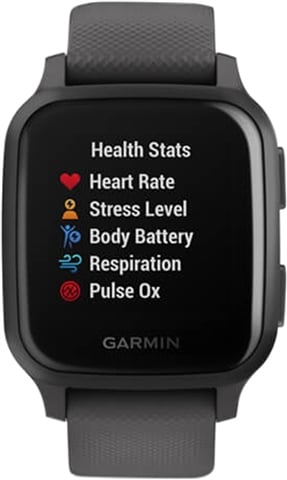 Health Stats
Heart Rate
Stress Level
Body Battery
Respiration
Pulse Ox
GARMIN